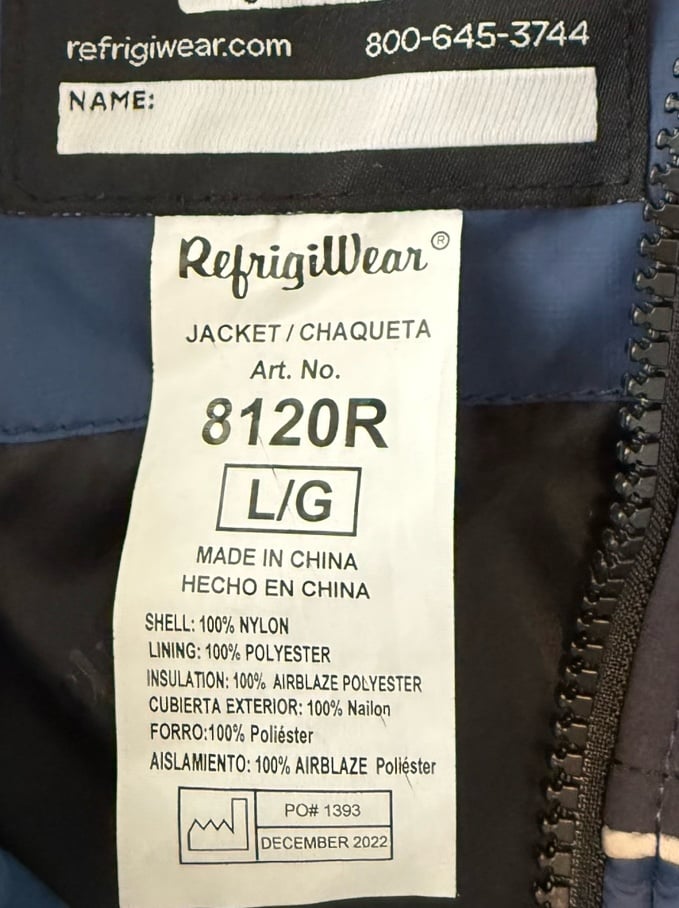 refrigiwear.com 800-645-3744
NAME:
RefrigiWear®
JACKET / CHAQUETA
Art. No.
8120R
L/G
MADE IN CHINA
HECHO EN CHINA
SHELL: 100% NYLON
LINING: 100% POLYESTER
INSULATION: 100% AIRBLAZE POLYESTER
CUBIERTA EXTERIOR: 100% Nailon
FORRO:100% Poliéster
AISLAMIENTO: 100% AIRBLAZE Poliéster
PO# 1393
DECEMBER 2022